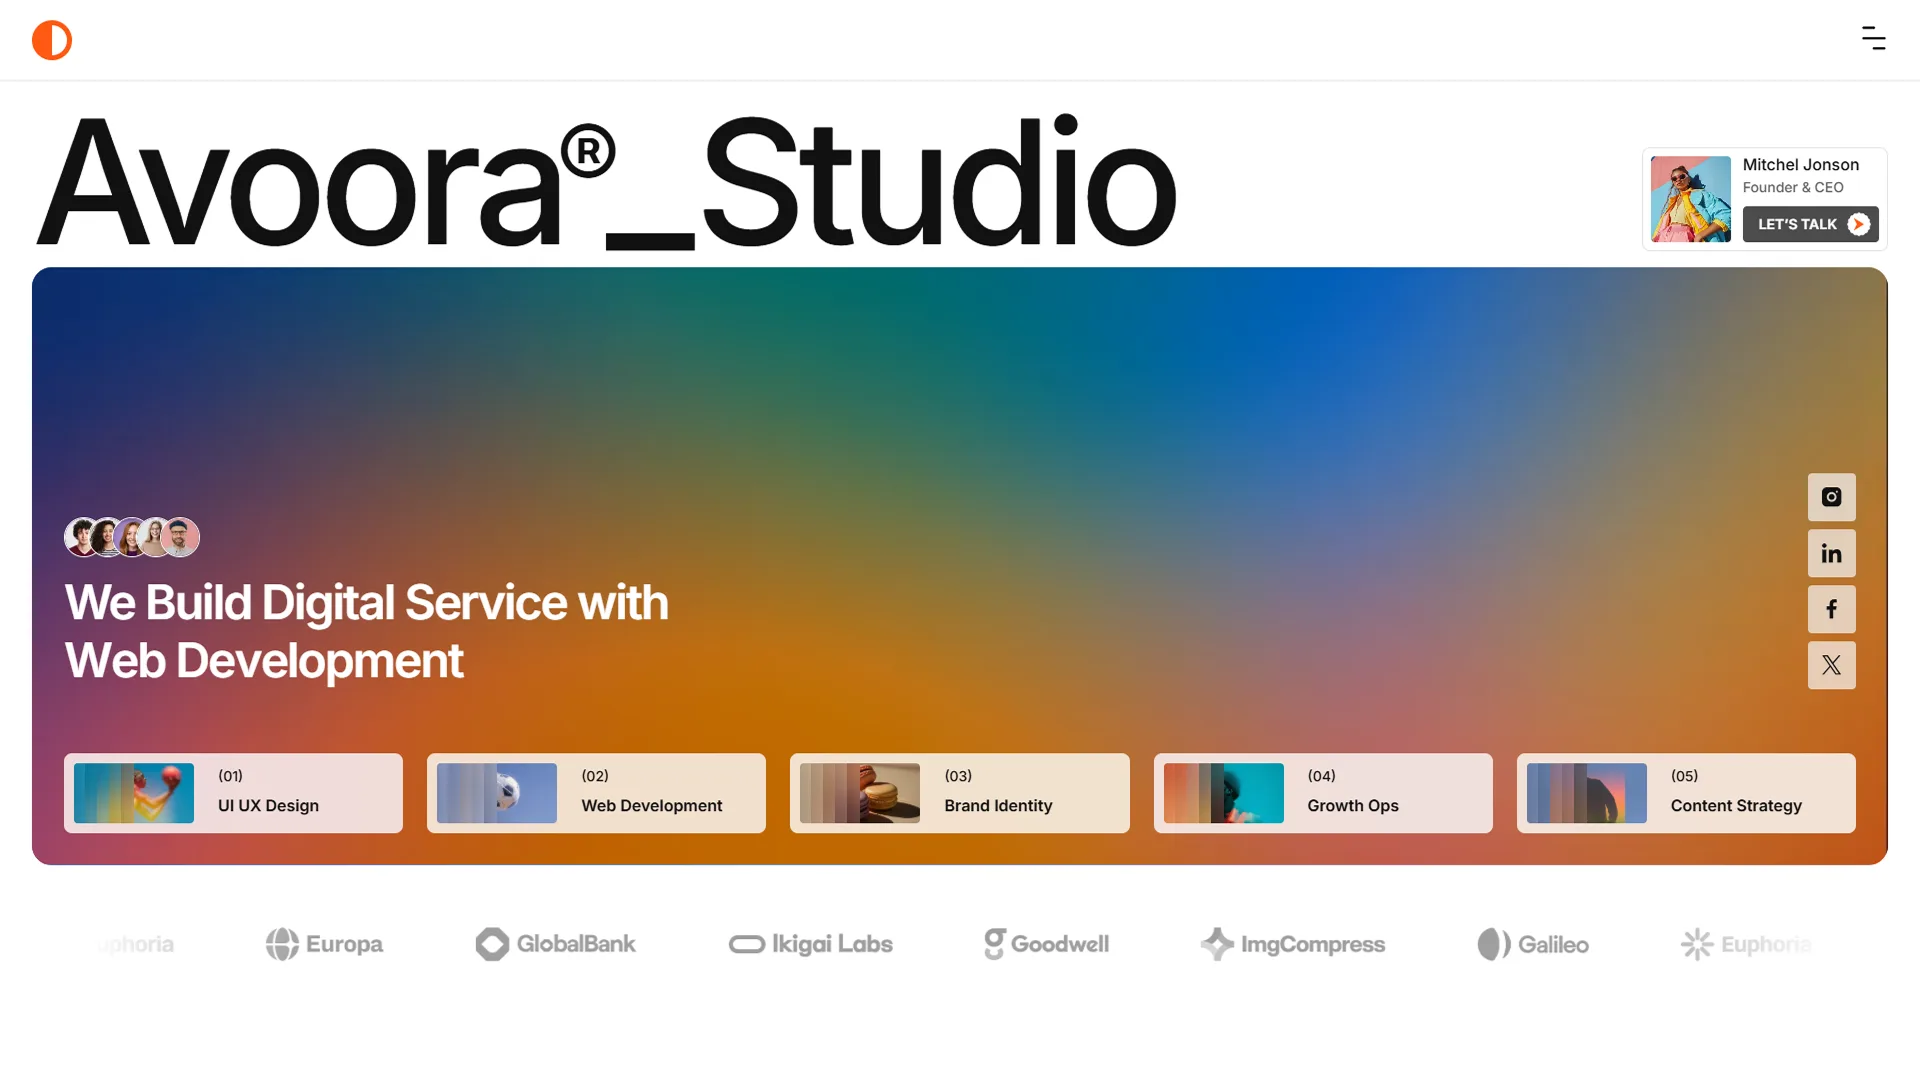 Avoora®_Studio
Mitchel Jonson
Founder & CEO
LET'S TALK
We Build Digital Service with
Web Development
(01)
UI UX Design
(02)
Web Development
(03)
Brand Identity
(04)
Growth Ops
(05)
Content Strategy
uphoria
Europa
GlobalBank
Ikigai Labs
Goodwell
ImgCompress
Galileo
Euphoria